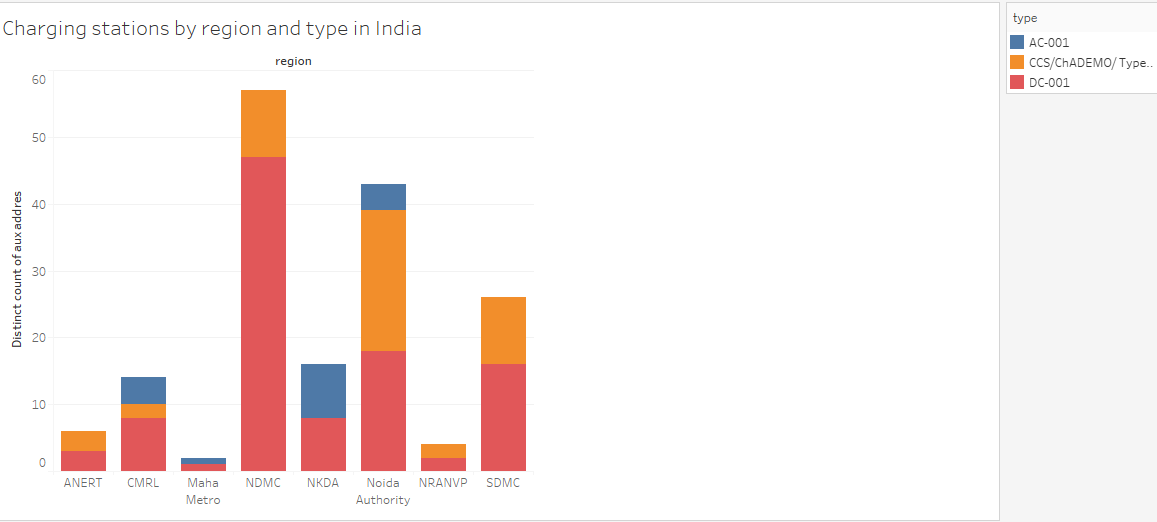 Charging stations by region and type in India
region
60
50
40
30
20
10
0
Distinct count of aux addres
ANERT CMRL Maha Metro NDMC NKDA Noida Authority NRANVP SDMC
type
AC-001
CCS/ChADEMO/ Type..
DC-001